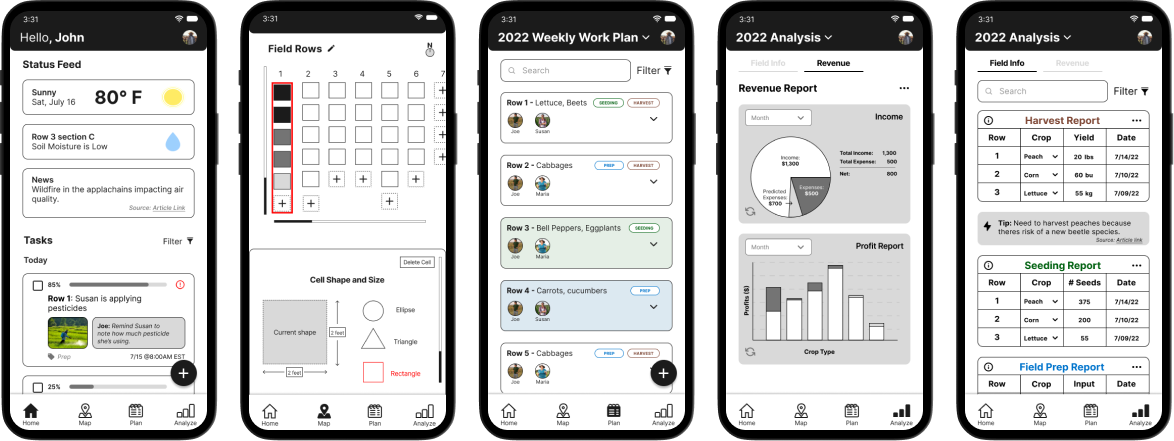 3:31
Hello, John
Status Feed
Sunny
Sat, July 16
80° F
Row 3 section C
Soil Moisture is Low
News
Wildfire in the applachains impacting air
quality.
Source: Article Link
Tasks
Filter
Today
85%
Row 1: Susan is applying
pesticides
Joe: Remind Susan to
note how much pesticide
she's using.
Prep
7/15 @8:00AM EST
25%
Home
Map
Plan
Analyze
3:31
Field Rows
N
1 2 3 4 5 6 7
Delete Cell
Cell Shape and Size
Current shape
2 feet
2 feet
Ellipse
Triangle
Rectangle
Home
Map
Plan
Analyze
3:31
2022 Weekly Work Plan
Search
Filter
Row 1 - Lettuce, Beets
SEEDING
HARVEST
Joe
Susan
Row 2 - Cabbages
PREP
HARVEST
Joe
Maria
Row 3 - Bell Peppers, Eggplants
SEEDING
Joe
Maria
Row 4 - Carrots, cucumbers
PREP
Joe
Susan
Row 5 - Cabbages
PREP
HARVEST
Joe
Maria
Home
Map
Plan
Analyze
3:31
2022 Analysis
Field Info
Revenue
Revenue Report
Month
Income
Income:
$1,300
Expenses:
$500
Predicted
Expenses:
$700
Total Income: 1,300
Total Expense: 500
Net: 800
Month
Profit Report
Profits ($)
Crop Type
Home
Map
Plan
Analyze
3:31
2022 Analysis
Field Info
Revenue
Search
Filter
Harvest Report
Row Crop Yield Date
1 Peach 20 lbs 7/14/22
2 Corn 60 bu 7/10/22
3 Lettuce 55 kg 7/09/22
Tip: Need to harvest peaches because
theres risk of a new beetle species.
Source: Article link
Seeding Report
Row Crop # Seeds Date
1 Peach 375 7/14/22
2 Corn 200 7/10/22
3 Lettuce 55 7/09/22
Field Prep Report
Row Crop Input Date
Home
Map
Plan
Analyze